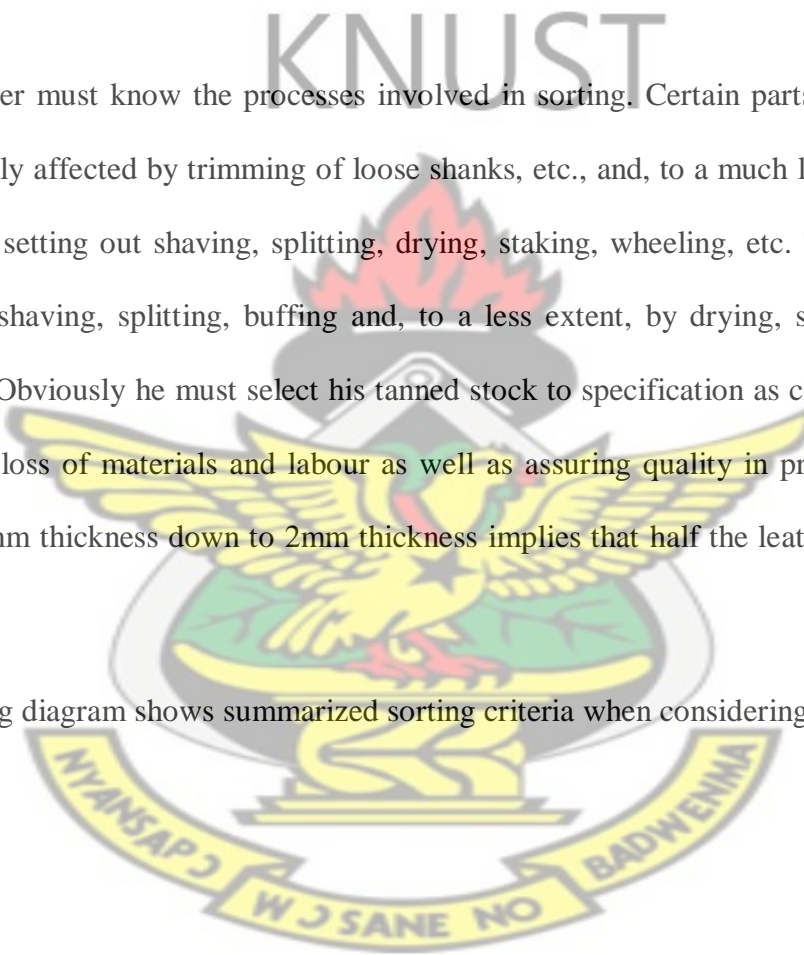 KNUST
er must know the processes involved in sorting. Certain parts
ly affected by trimming of loose shanks, etc., and, to a much l
setting out shaving, splitting, drying, staking, wheeling, etc.
shaving, splitting, buffing and, to a less extent, by drying, s
Obviously he must select his tanned stock to specification as c
loss of materials and labour as well as assuring quality in pr
nm thickness down to 2mm thickness implies that half the leat
g diagram shows summarized sorting criteria when considering
NYANSAPƆ WƆSANE NO BADWENMA